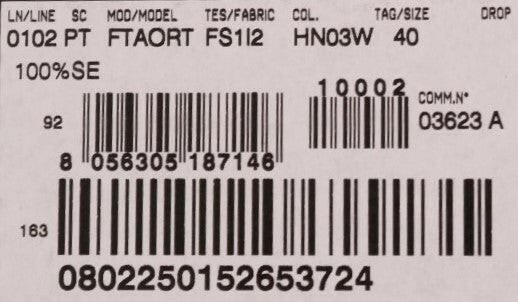 LN/LINE SC MOD/MODEL TES/FABRIC COL. TAG/SIZE DROP
0102 PT FTAORT FS1I2 HN03W 40
100%SE
10002
COMM.N°
92
03623 A
8 056305 187146
163
0802250152653724